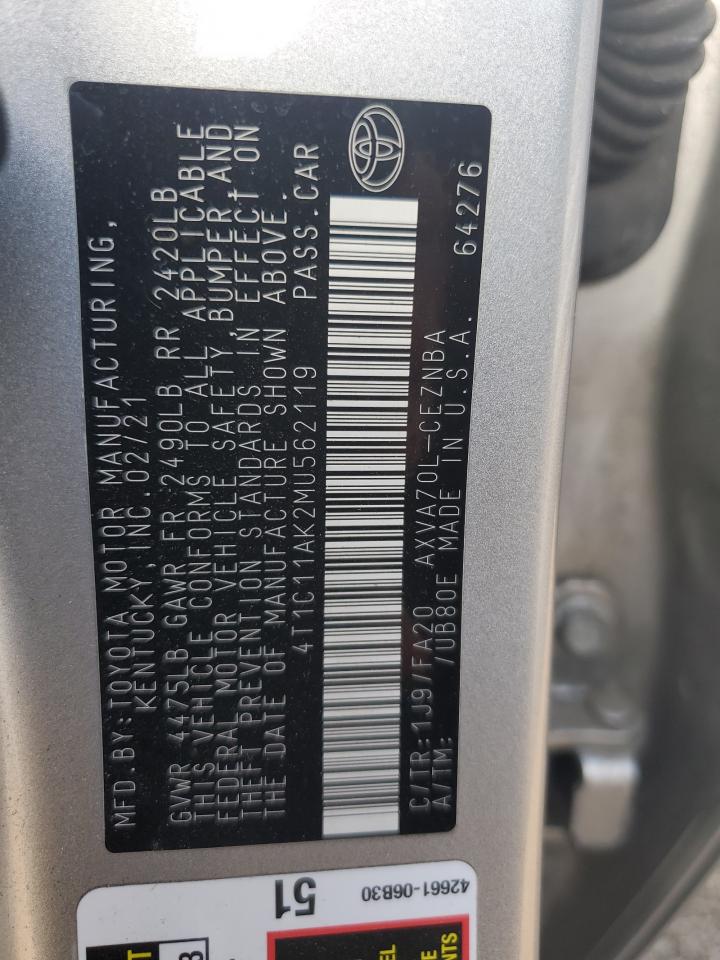 MFD.BY:TOYOTA MOTOR MANUFACTURING,
KENTUCKY,INC.02/21
GVWR 4475LB GAWR FR 2490LB RR 2420LB
THIS VEHICLE CONFORMS TO ALL APPLICABLE
FEDERAL MOTOR VEHICLE SAFETY,BUMPER,AND
THEFT PREVENTION STANDARDS IN EFFECT ON
THE DATE OF MANUFACTURE SHOWN ABOVE.
4T1C11AK2MU562119 PASS.CAR
C/TR:1J9/FA20 AXVA70L-CEZNBA
A/TM: /UB80E MADE IN U.S.A. 64276
51
42661-06B30